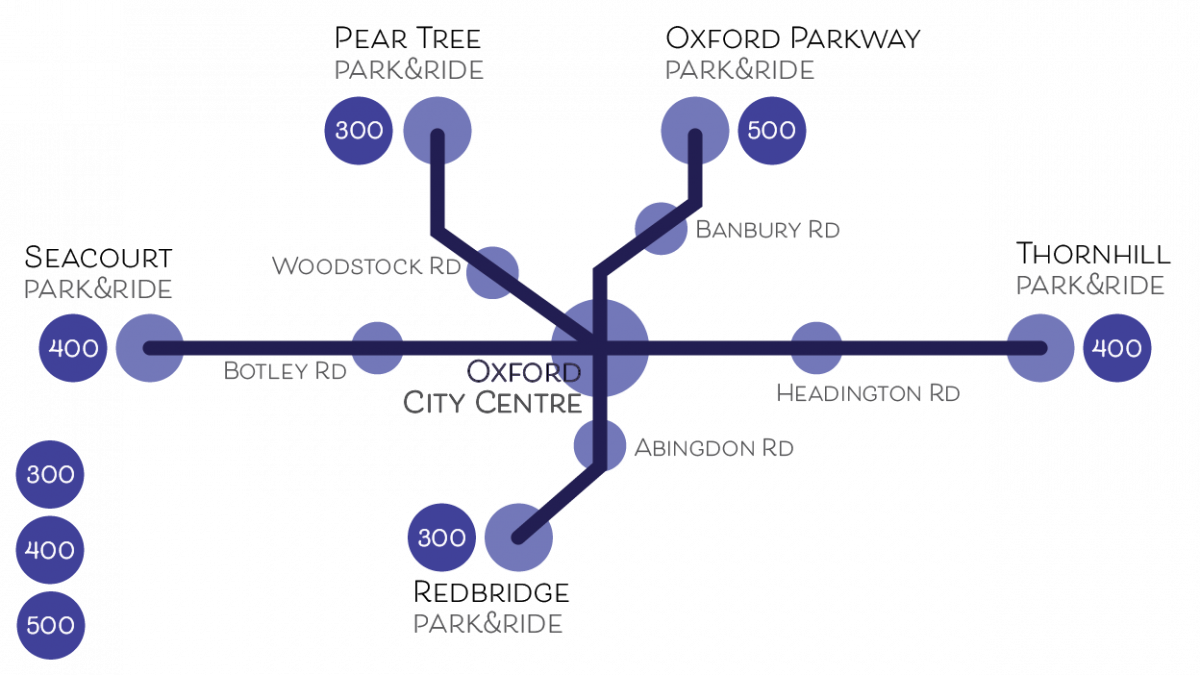 PEAR TREE
PARK&RIDE
300
OXFORD PARKWAY
PARK&RIDE
500
BANBURY RD
WOODSTOCK RD
SEACOURT
PARK&RIDE
400
BOTLEY RD
THORNHILL
PARK&RIDE
400
HEADINGTON RD
OXFORD
CITY CENTRE
ABINGDON RD
300
REDBRIDGE
PARK&RIDE
300
400
500